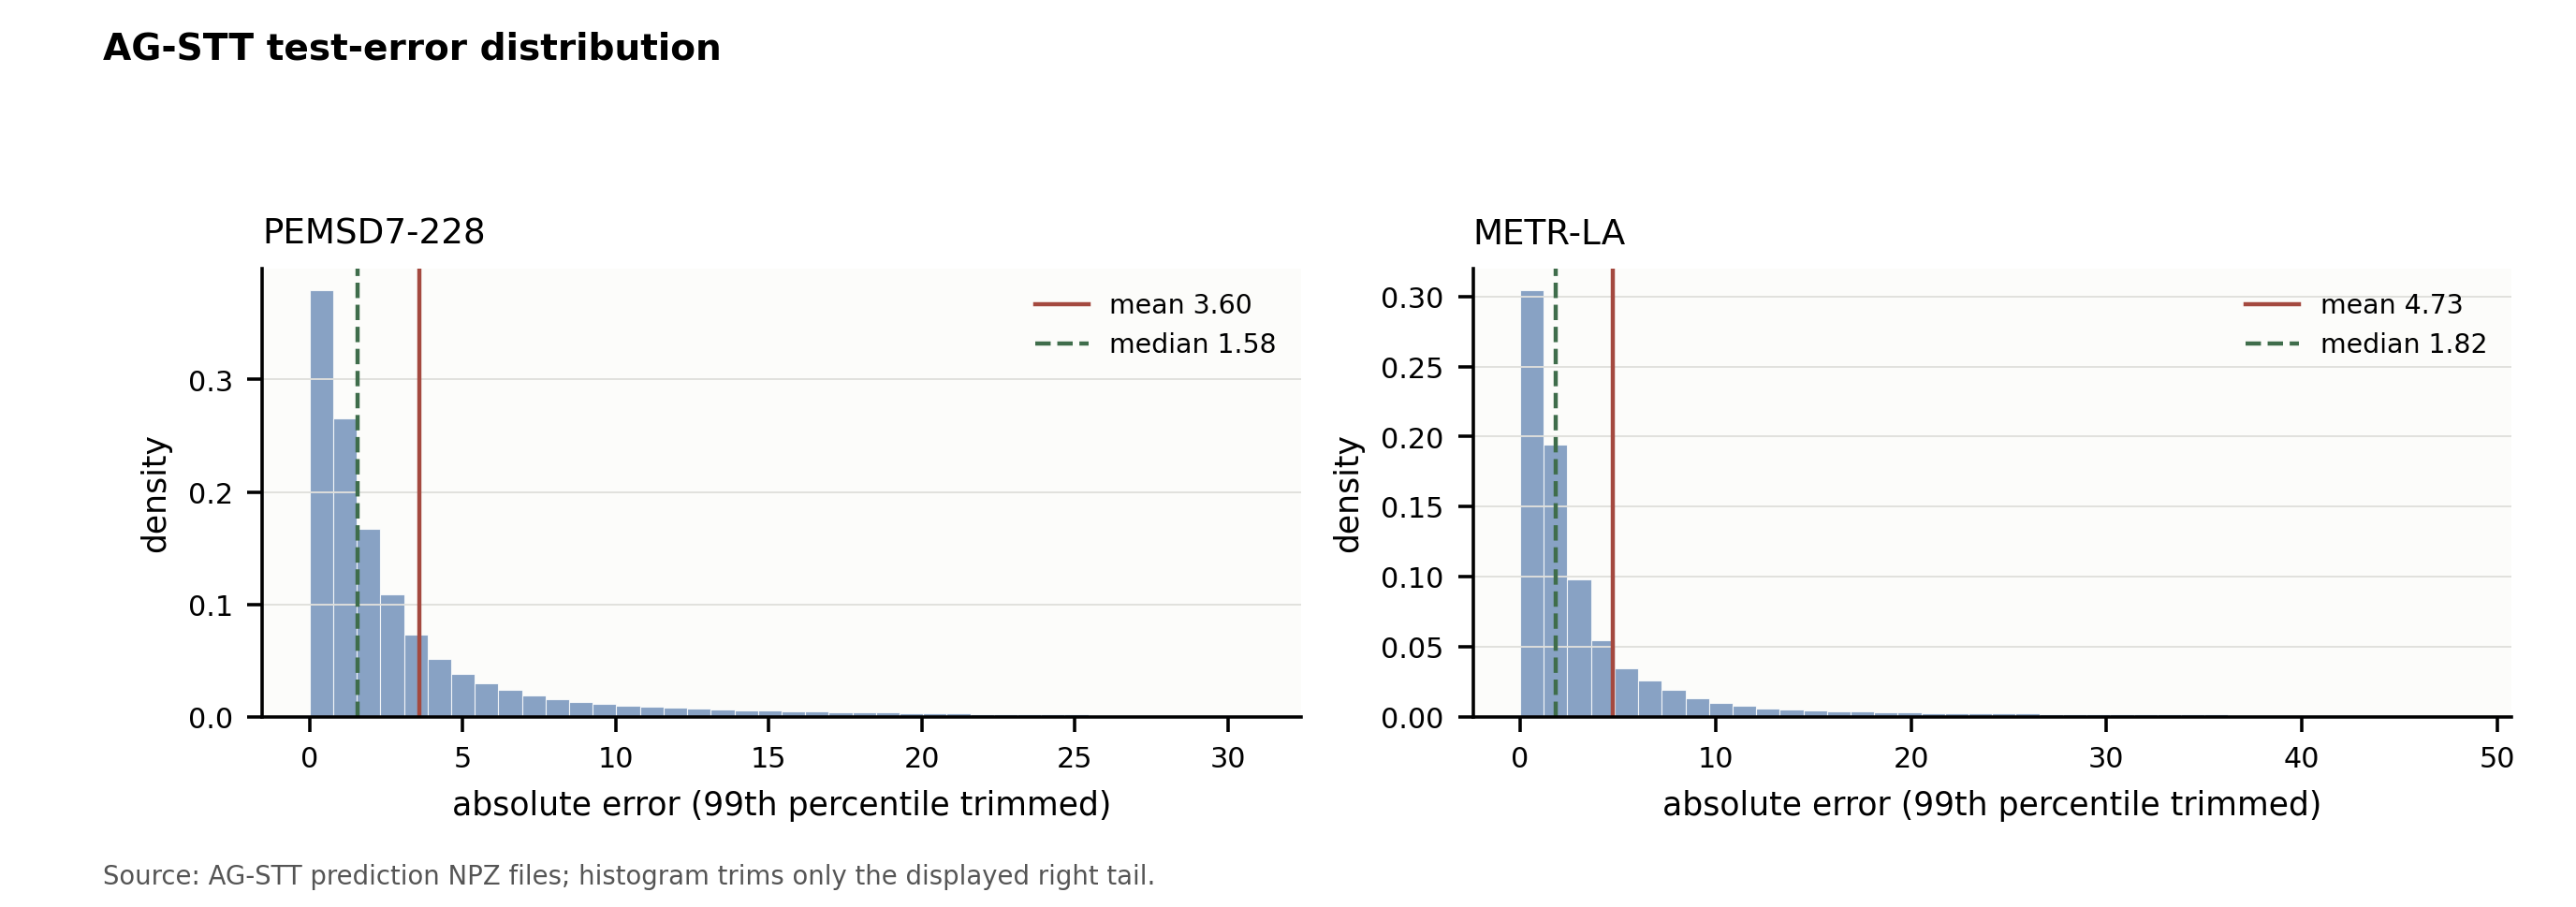 AG-STT test-error distribution
PEMSD7-228
mean 3.60
median 1.58
density
0.3
0.2
0.1
0.0
0 5 10 15 20 25 30
absolute error (99th percentile trimmed)
METR-LA
mean 4.73
median 1.82
density
0.30
0.25
0.20
0.15
0.10
0.05
0.00
0 10 20 30 40 50
absolute error (99th percentile trimmed)
Source: AG-STT prediction NPZ files; histogram trims only the displayed right tail.